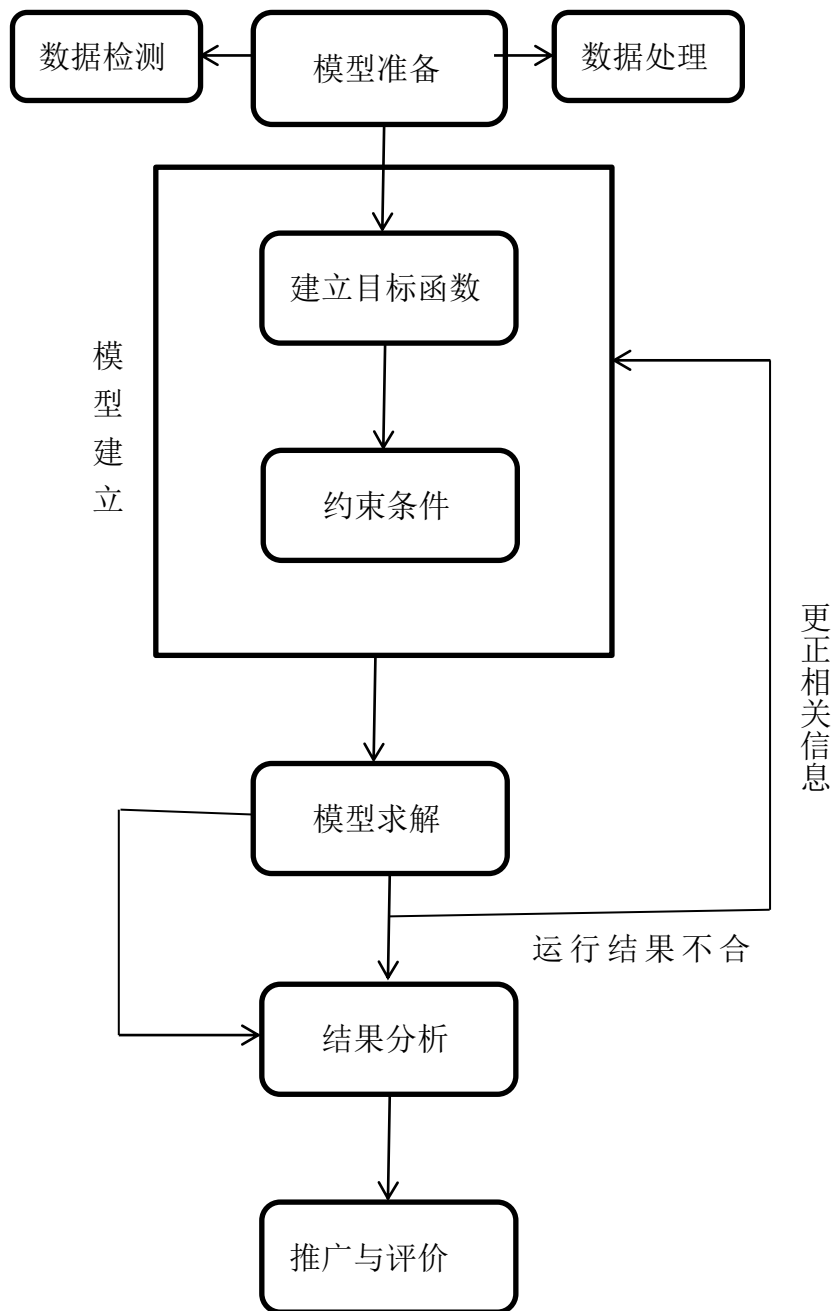 数据检测
模型准备
数据处理
建立目标函数
模型建立
约束条件
更正相关信息
模型求解
运行结果不合
结果分析
推广与评价